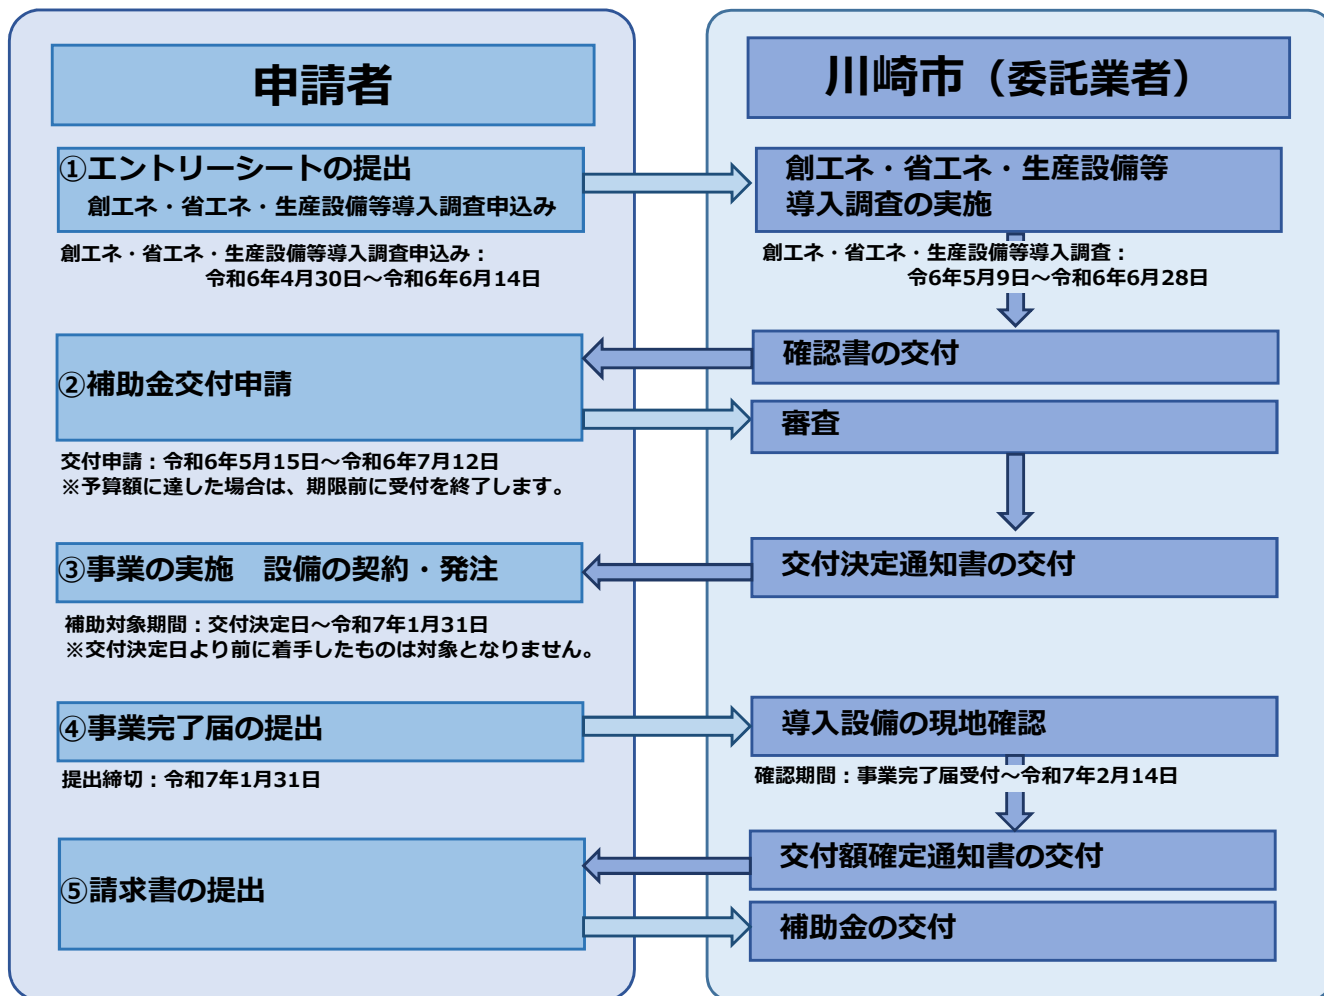 申請者
川崎市（委託業者）
①エントリーシートの提出
創エネ・省エネ・生産設備等導入調査申込み
創エネ・省エネ・生産設備等
導入調査の実施
創エネ・省エネ・生産設備等導入調査申込み：
令和6年4月30日～令和6年6月14日
創エネ・省エネ・生産設備等導入調査：
令6年5月9日～令和6年6月28日
②補助金交付申請
確認書の交付
審査
交付申請：令和6年5月15日～令和6年7月12日
※予算額に達した場合は、期限前に受付を終了します。
③事業の実施　設備の契約・発注
交付決定通知書の交付
補助対象期間：交付決定日～令和7年1月31日
※交付決定日より前に着手したものは対象となりません。
④事業完了届の提出
導入設備の現地確認
提出締切：令和7年1月31日
確認期間：事業完了届受付～令和7年2月14日
⑤請求書の提出
交付額確定通知書の交付
補助金の交付